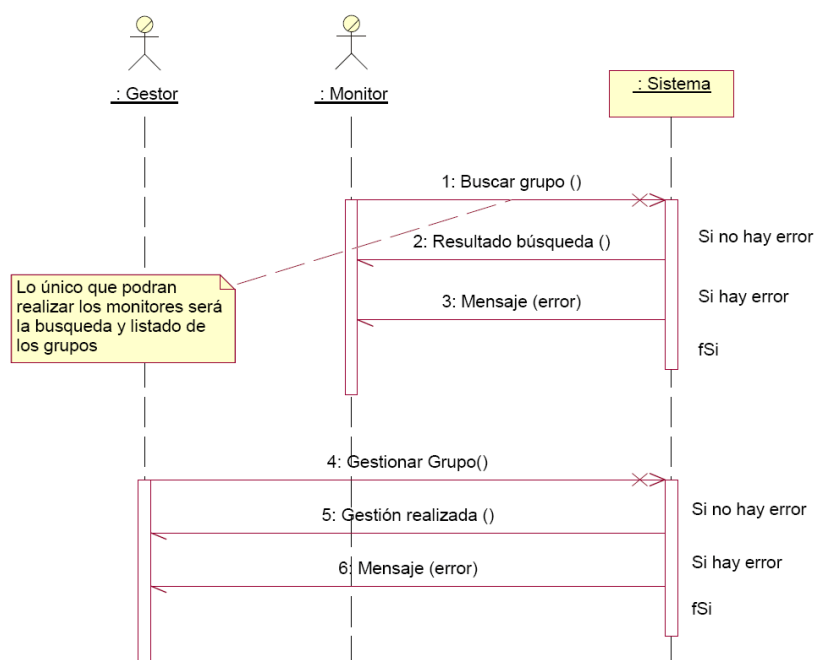 : Gestor
: Monitor
: Sistema
1: Buscar grupo ()
2: Resultado búsqueda ()
Si no hay error
Lo único que podran
realizar los monitores será
la busqueda y listado de
los grupos
3: Mensaje (error)
Si hay error
fSi
4: Gestionar Grupo()
5: Gestión realizada ()
Si no hay error
6: Mensaje (error)
Si hay error
fSi